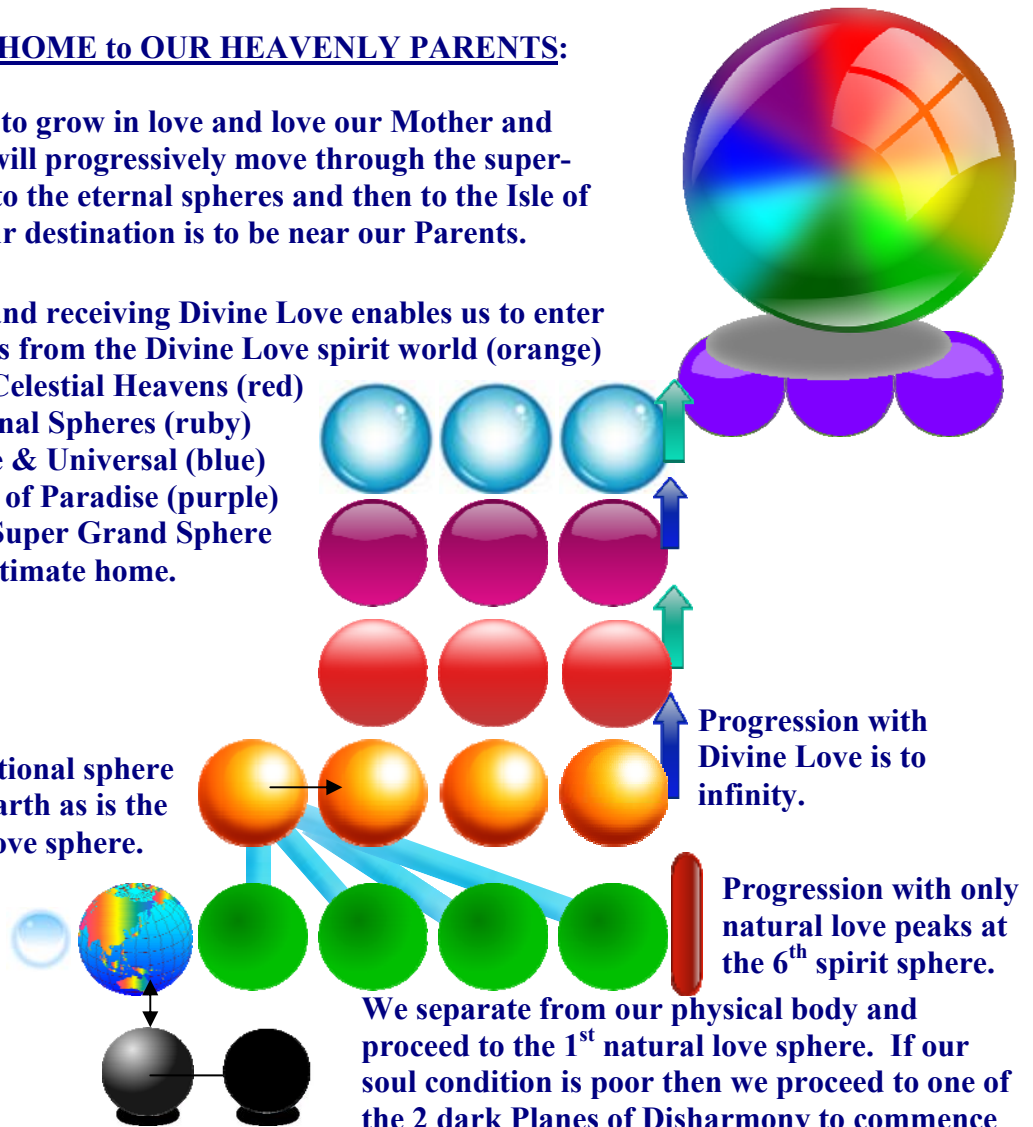 HOME to OUR HEAVENLY PARENTS:
to grow in love and love our Mother and
will progressively move through the super-
to the eternal spheres and then to the Isle of
r destination is to be near our Parents.
and receiving Divine Love enables us to enter
s from the Divine Love spirit world (orange)
Celestial Heavens (red)
nal Spheres (ruby)
e & Universal (blue)
of Paradise (purple)
Super Grand Sphere
timate home.
Progression with
Divine Love is to
infinity.
tional sphere
arth as is the
ove sphere.
Progression with only
natural love peaks at
the 6th spirit sphere.
We separate from our physical body and
proceed to the 1st natural love sphere. If our
soul condition is poor then we proceed to one of
the 2 dark Planes of Disharmony to commence